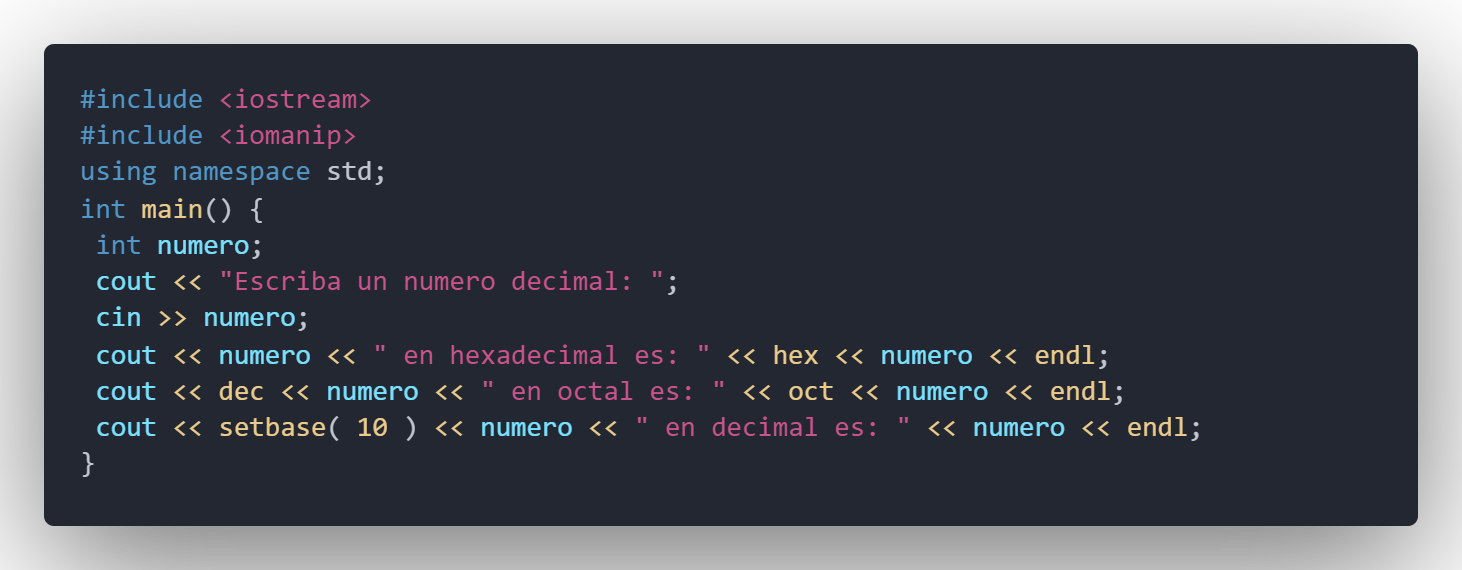 #include <iostream>
#include <iomanip>
using namespace std;
int main() {
 int numero;
 cout << "Escriba un numero decimal: ";
 cin >> numero;
 cout << numero << " en hexadecimal es: " << hex << numero << endl;
 cout << dec << numero << " en octal es: " << oct << numero << endl;
 cout << setbase( 10 ) << numero << " en decimal es: " << numero << endl;
}